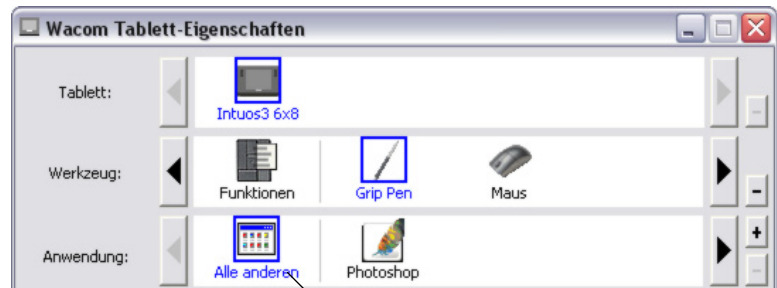 Wacom Tablett-Eigenschaften
Tablett:
Intuos3 6x8
Werkzeug:
Funktionen Grip Pen Maus
Anwendung:
Alle anderen Photoshop